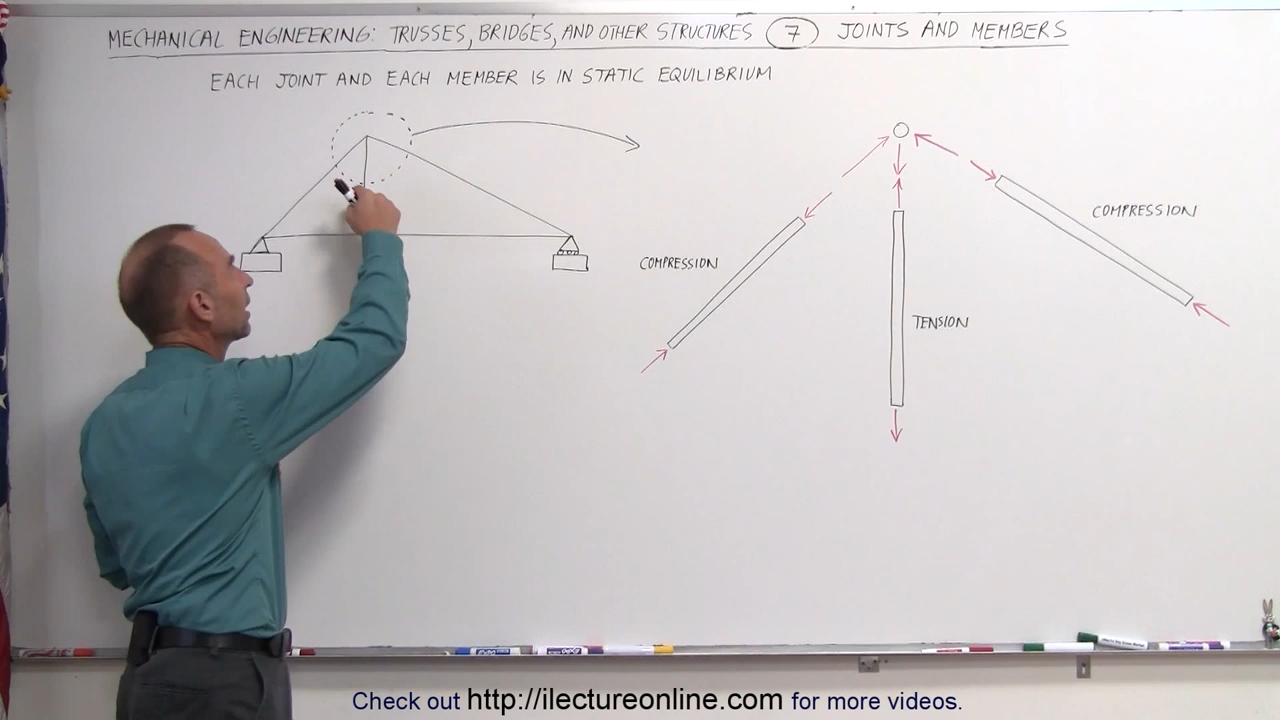 MECHANICAL ENGINEERING: TRUSSES, BRIDGES, AND OTHER STRUCTURES 7 JOINTS AND MEMBERS
EACH JOINT AND EACH MEMBER IS IN STATIC EQUILIBRIUM
COMPRESSION
COMPRESSION
TENSION
Check out http://ilectureonline.com for more videos.